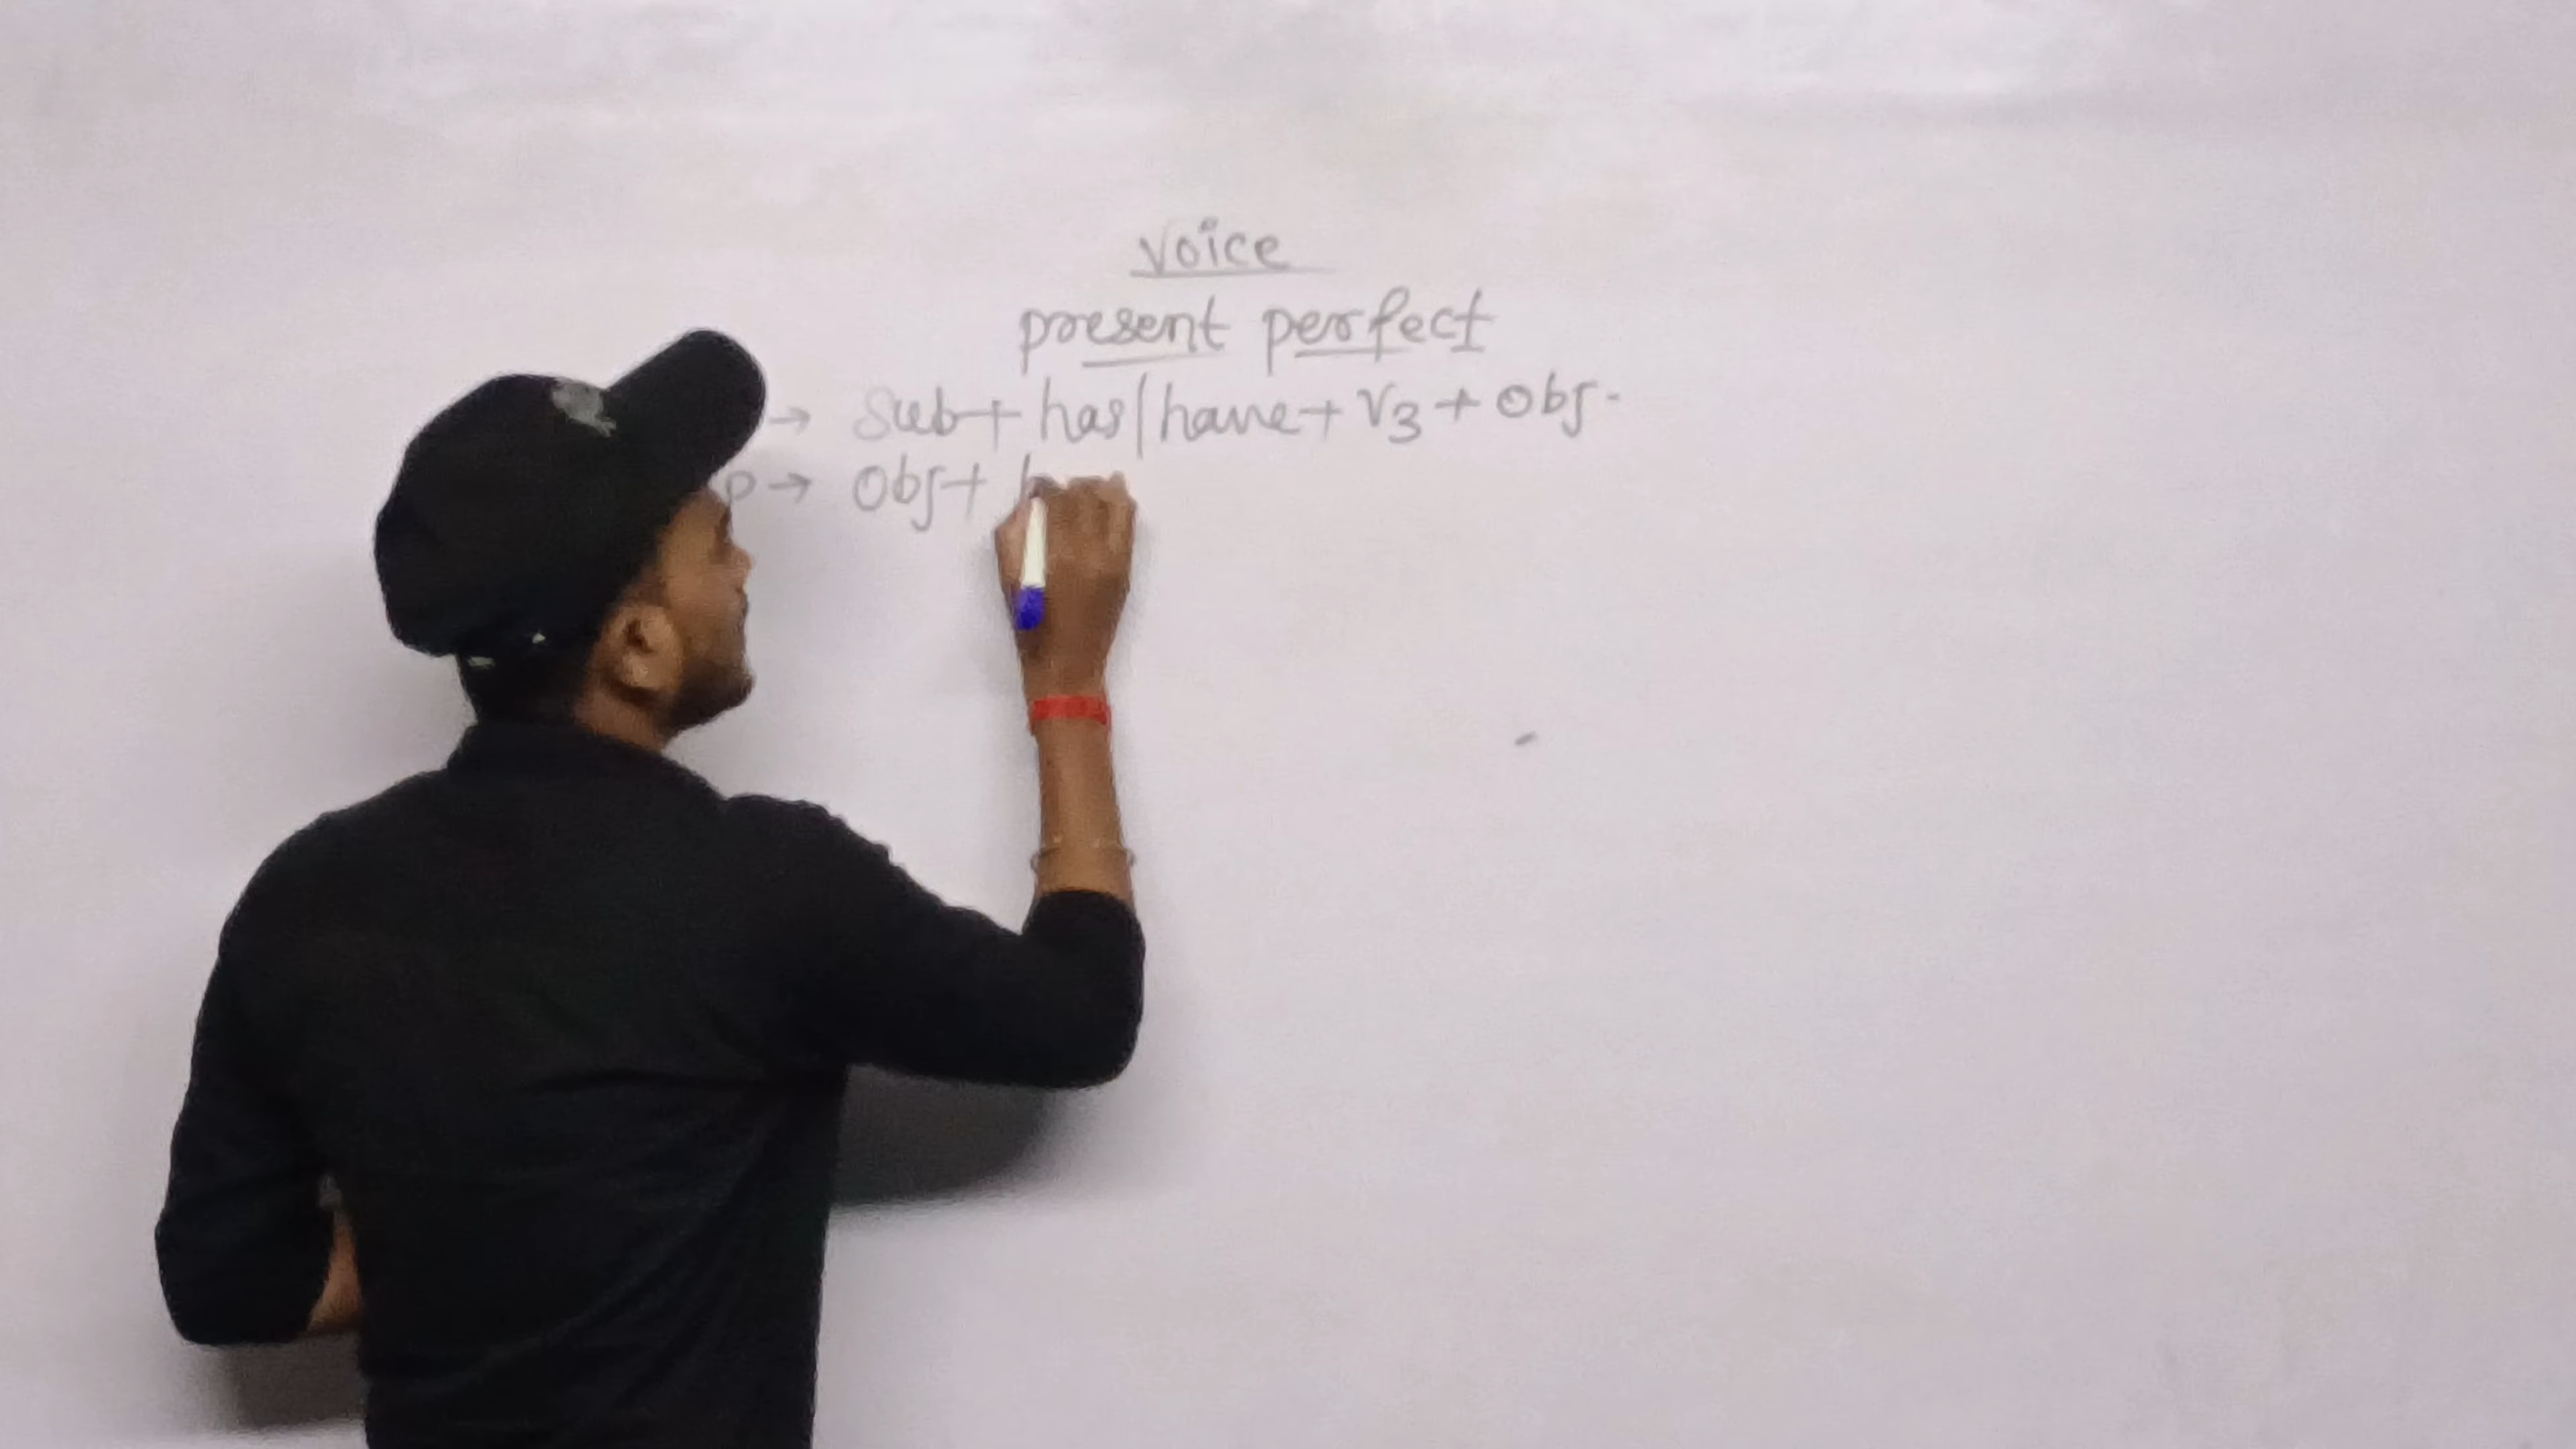 Voice
present perfect
→ Sub + has/have + V3 + Obj.
P → Obj +